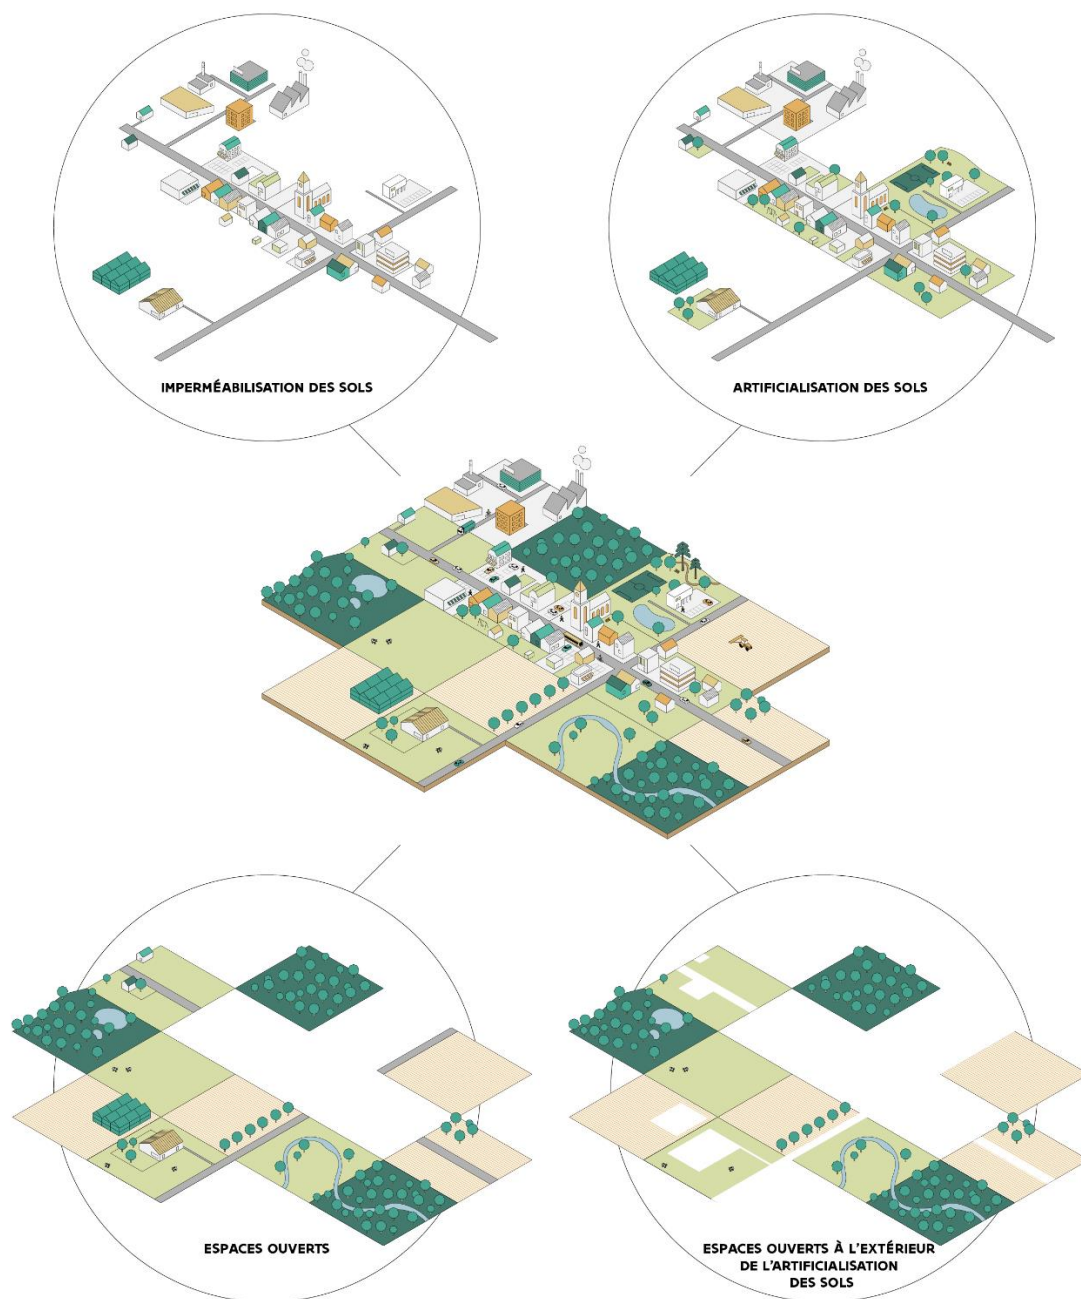 IMPERMÉABILISATION DES SOLS
ARTIFICIALISATION DES SOLS
ESPACES OUVERTS
ESPACES OUVERTS À L'EXTÉRIEUR
DE L'ARTIFICIALISATION
DES SOLS